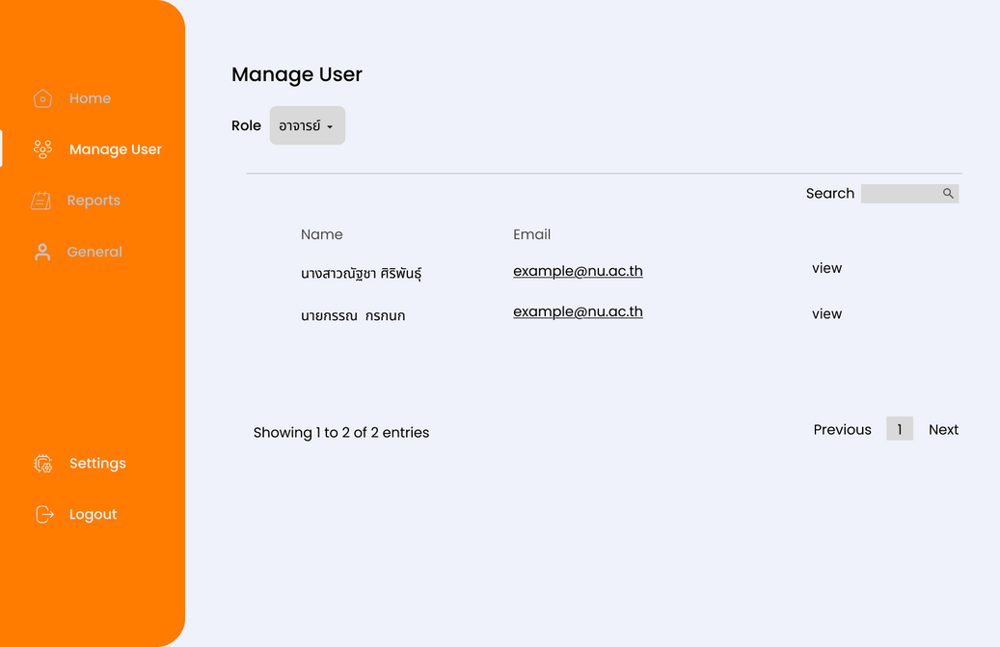 Home
Manage User
Reports
General
Settings
Logout
Manage User
Role อาจารย์
Search
Name Email
นางสาวณัฐชา ศิริพันธุ์ example@nu.ac.th view
นายกรรณ กรกนก example@nu.ac.th view
Showing 1 to 2 of 2 entries Previous 1 Next